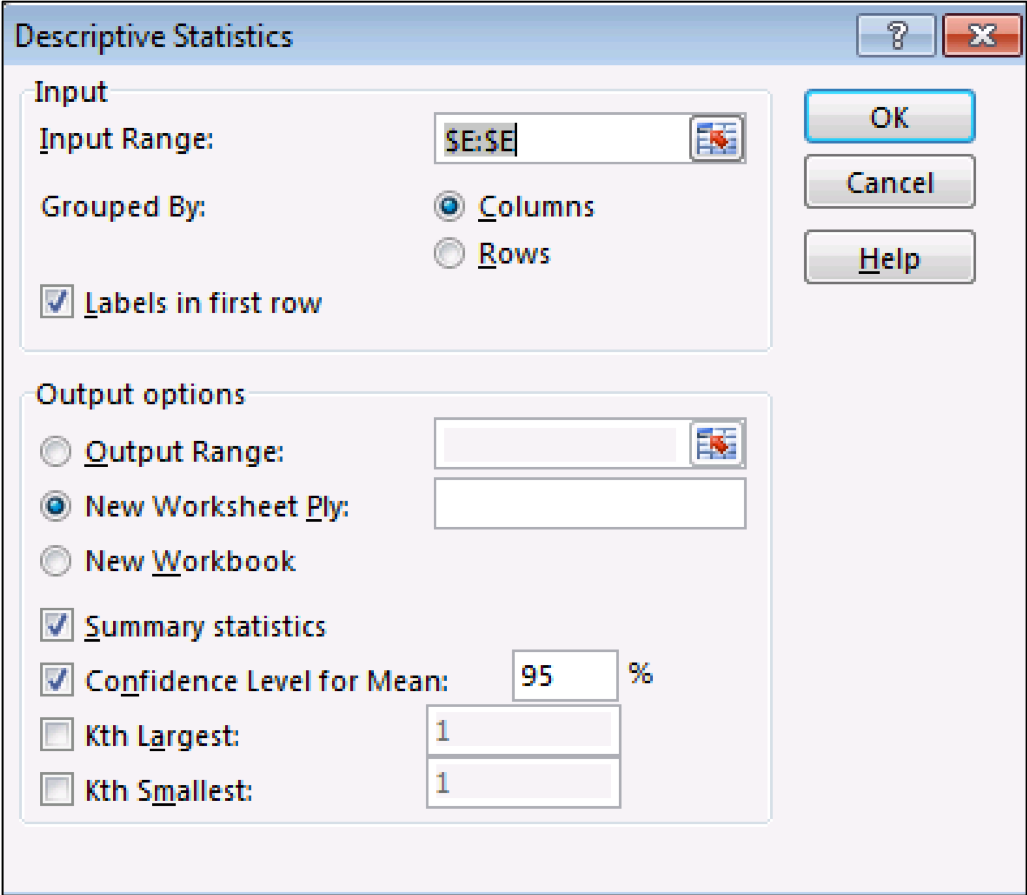 Descriptive Statistics
?
Input
Input Range: $E:$E
Grouped By: Columns
Rows
Labels in first row
OK
Cancel
Help
Output options
Output Range:
New Worksheet Ply:
New Workbook
Summary statistics
Confidence Level for Mean: 95 %
Kth Largest: 1
Kth Smallest: 1